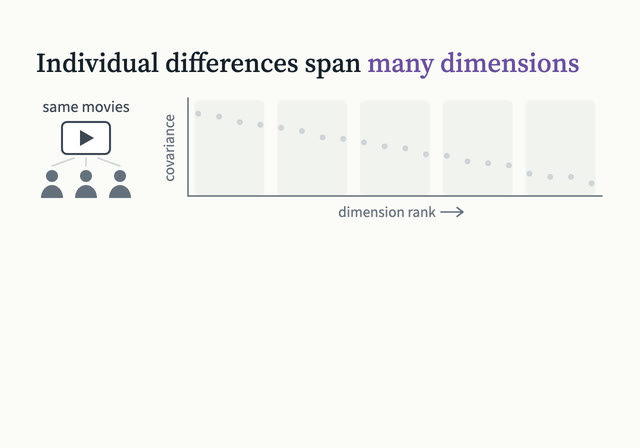 Individual differences span many dimensions
same movies
covariance
dimension rank